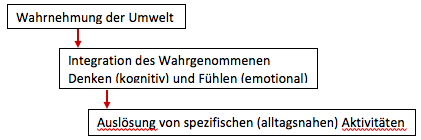 Wahrnehmung der Umwelt
Integration des Wahrgenommenen
Denken (kognitiv) und Fühlen (emotional)
Auslösung von spezifischen (alltagsnahen) Aktivitäten